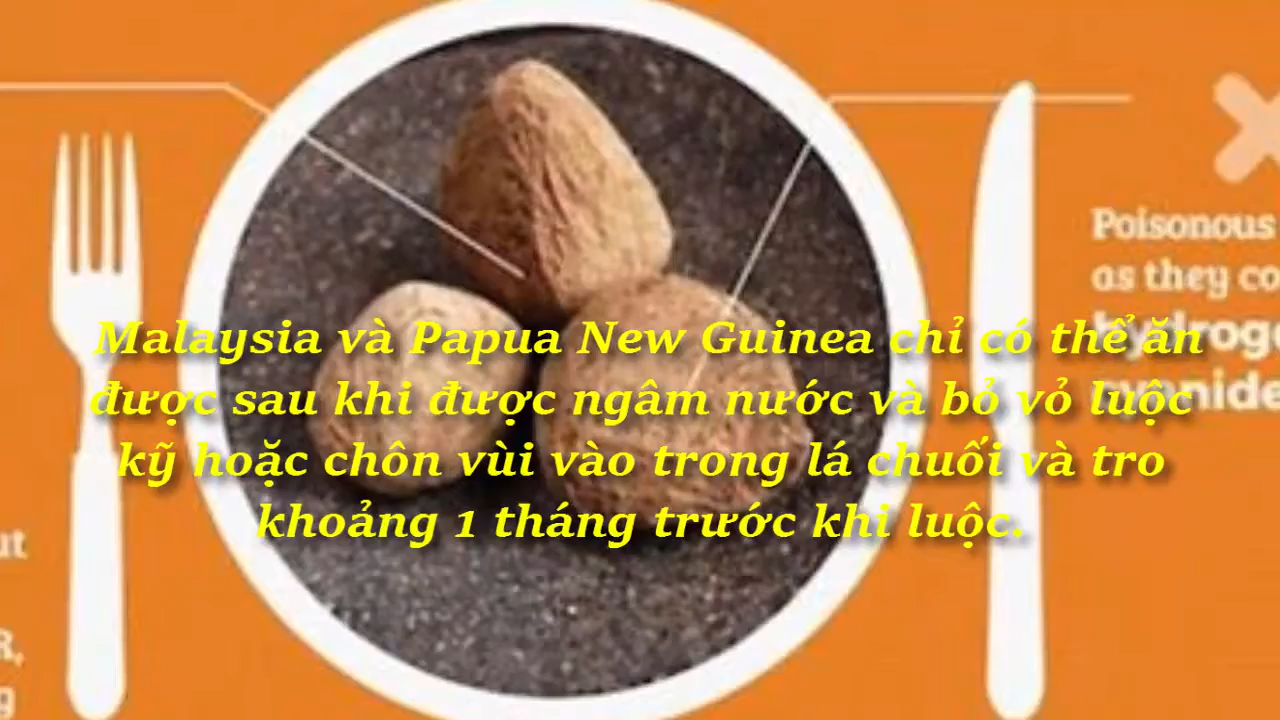 Malaysia và Papua New Guinea chỉ có thể ăn
được sau khi được ngâm nước và bỏ vỏ luộc
kỹ hoặc chôn vùi vào trong lá chuối và tro
khoảng 1 tháng trước khi luộc.
Poisonous
as they co